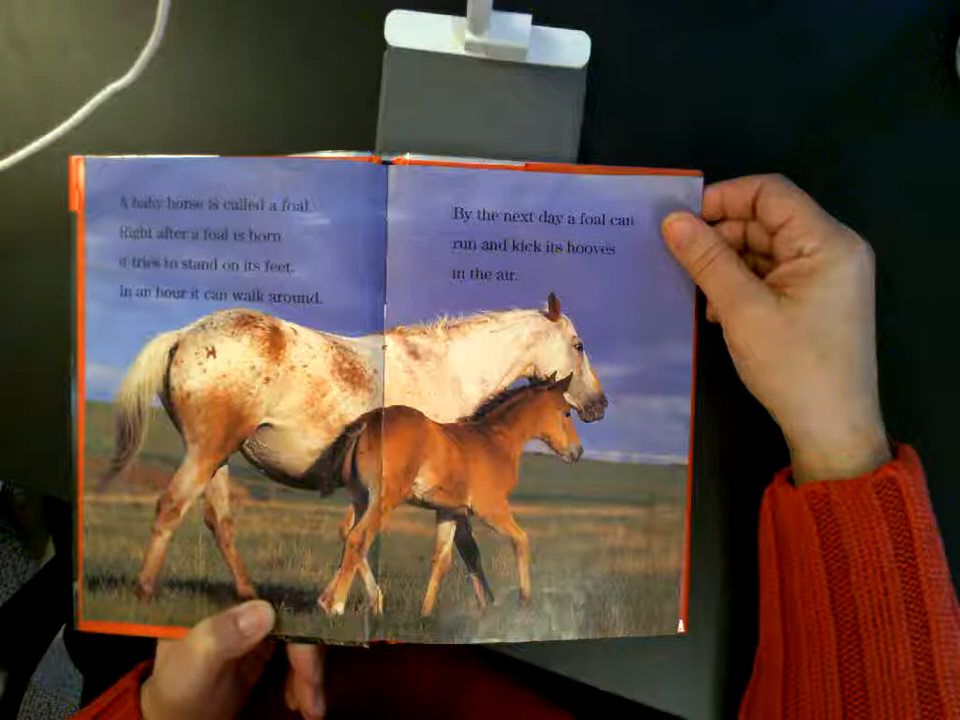 A baby horse is called a foal.
Right after a foal is born
it tries to stand on its feet.
In an hour it can walk around.
By the next day a foal can
run and kick its hooves
in the air.